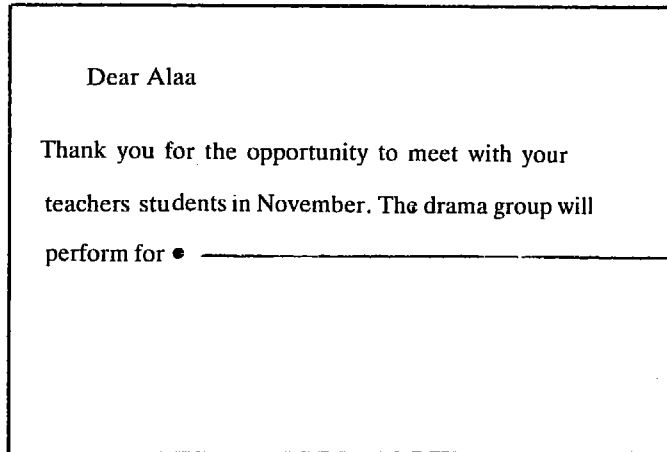 Dear Alaa
Thank you for the opportunity to meet with your
teachers students in November. The drama group will
perform for